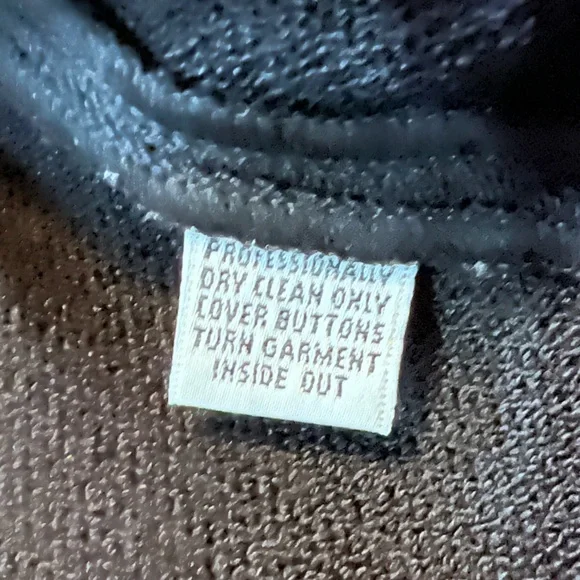 PROFESSIONALLY
DRY CLEAN ONLY
COVER BUTTONS
TURN GARMENT
INSIDE OUT